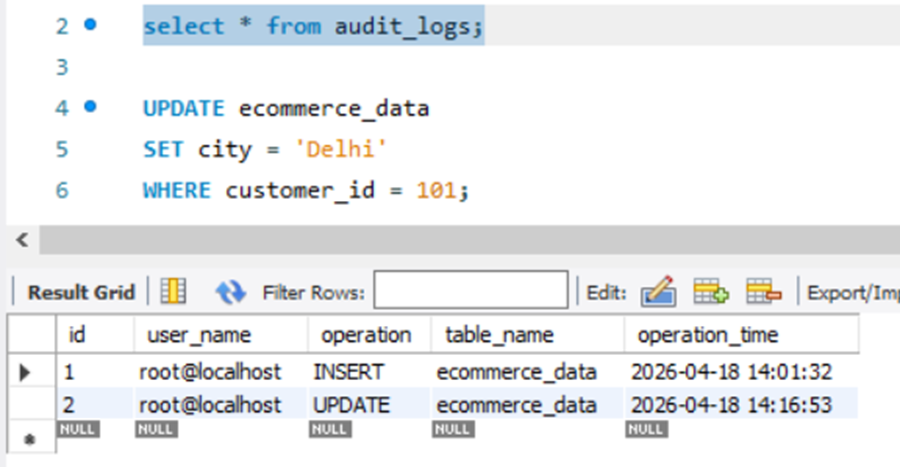 2 select * from audit_logs;
3
4 UPDATE ecommerce_data
5 SET city = 'Delhi'
6 WHERE customer_id = 101;
Result Grid Filter Rows: Edit: Export/Imp
id user_name operation table_name operation_time
1 root@localhost INSERT ecommerce_data 2026-04-18 14:01:32
2 root@localhost UPDATE ecommerce_data 2026-04-18 14:16:53
NULL NULL NULL NULL NULL